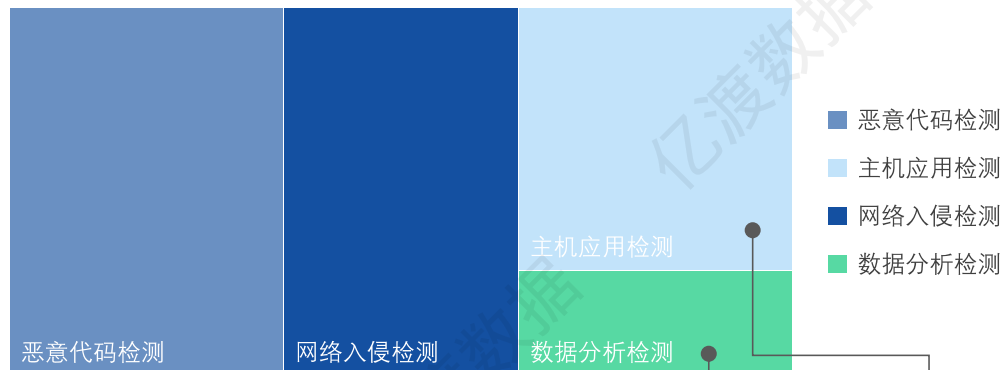 亿渡数据
恶意代码检测
主机应用检测
网络入侵检测
数据分析检测
主机应用检测
恶意代码检测
网络入侵检测
数据分析检测
渡数据